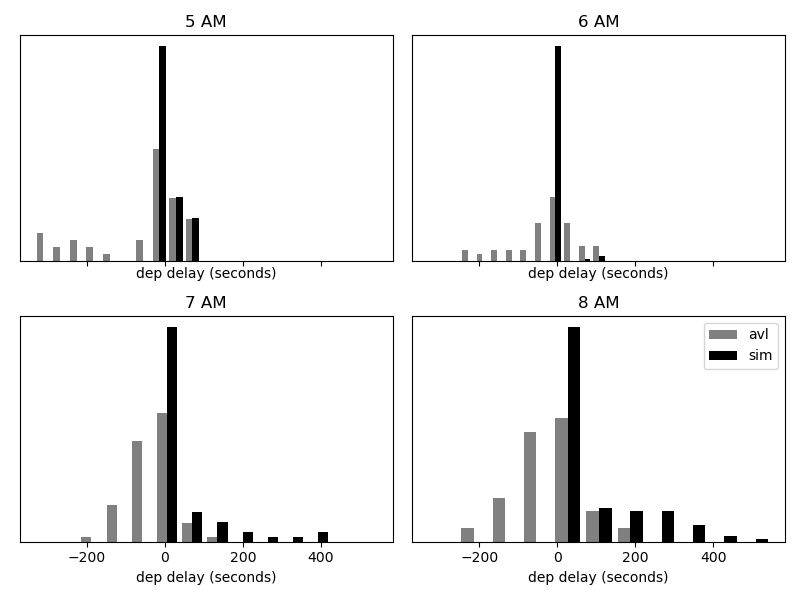 5 AM
6 AM
dep delay (seconds)
dep delay (seconds)
7 AM
8 AM
avl
sim
−200 0 200 400
−200 0 200 400
dep delay (seconds)
dep delay (seconds)